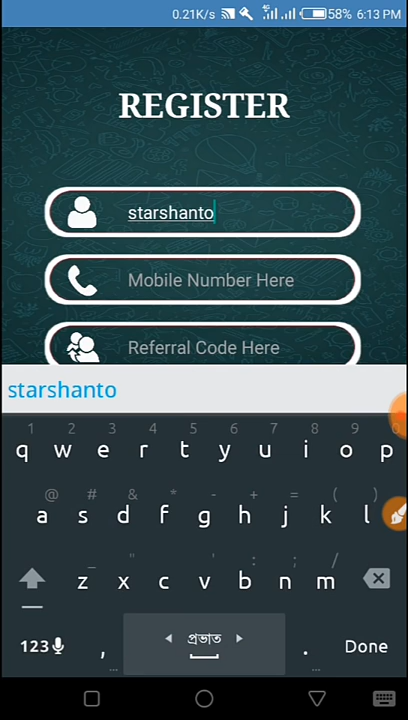 0.21K/s 4G 58% 6:13 PM
REGISTER
starshanto
Mobile Number Here
Referral Code Here
starshanto
1 2 3 4 5 6 7 8 9 0
q w e r t y u i o p
@ # & * - + = ( )
a s d f g h j k l
_ " ' : ; /
z x c v b n m
123 , প্রভাত . Done